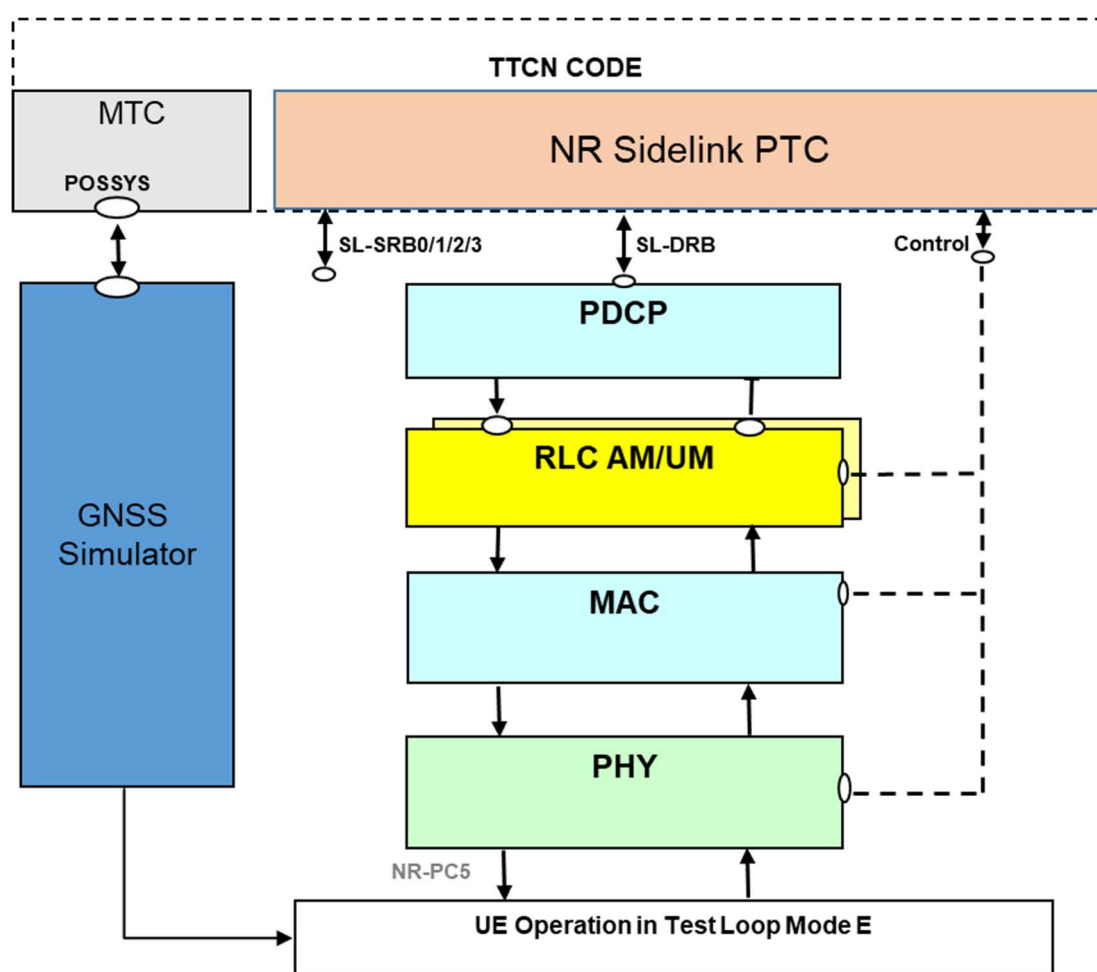 TTCN CODE
MTC
POSSYS
NR Sidelink PTC
SL-SRB0/1/2/3
SL-DRB
Control
PDCP
RLC AM/UM
GNSS
Simulator
MAC
PHY
NR-PC5
UE Operation in Test Loop Mode E